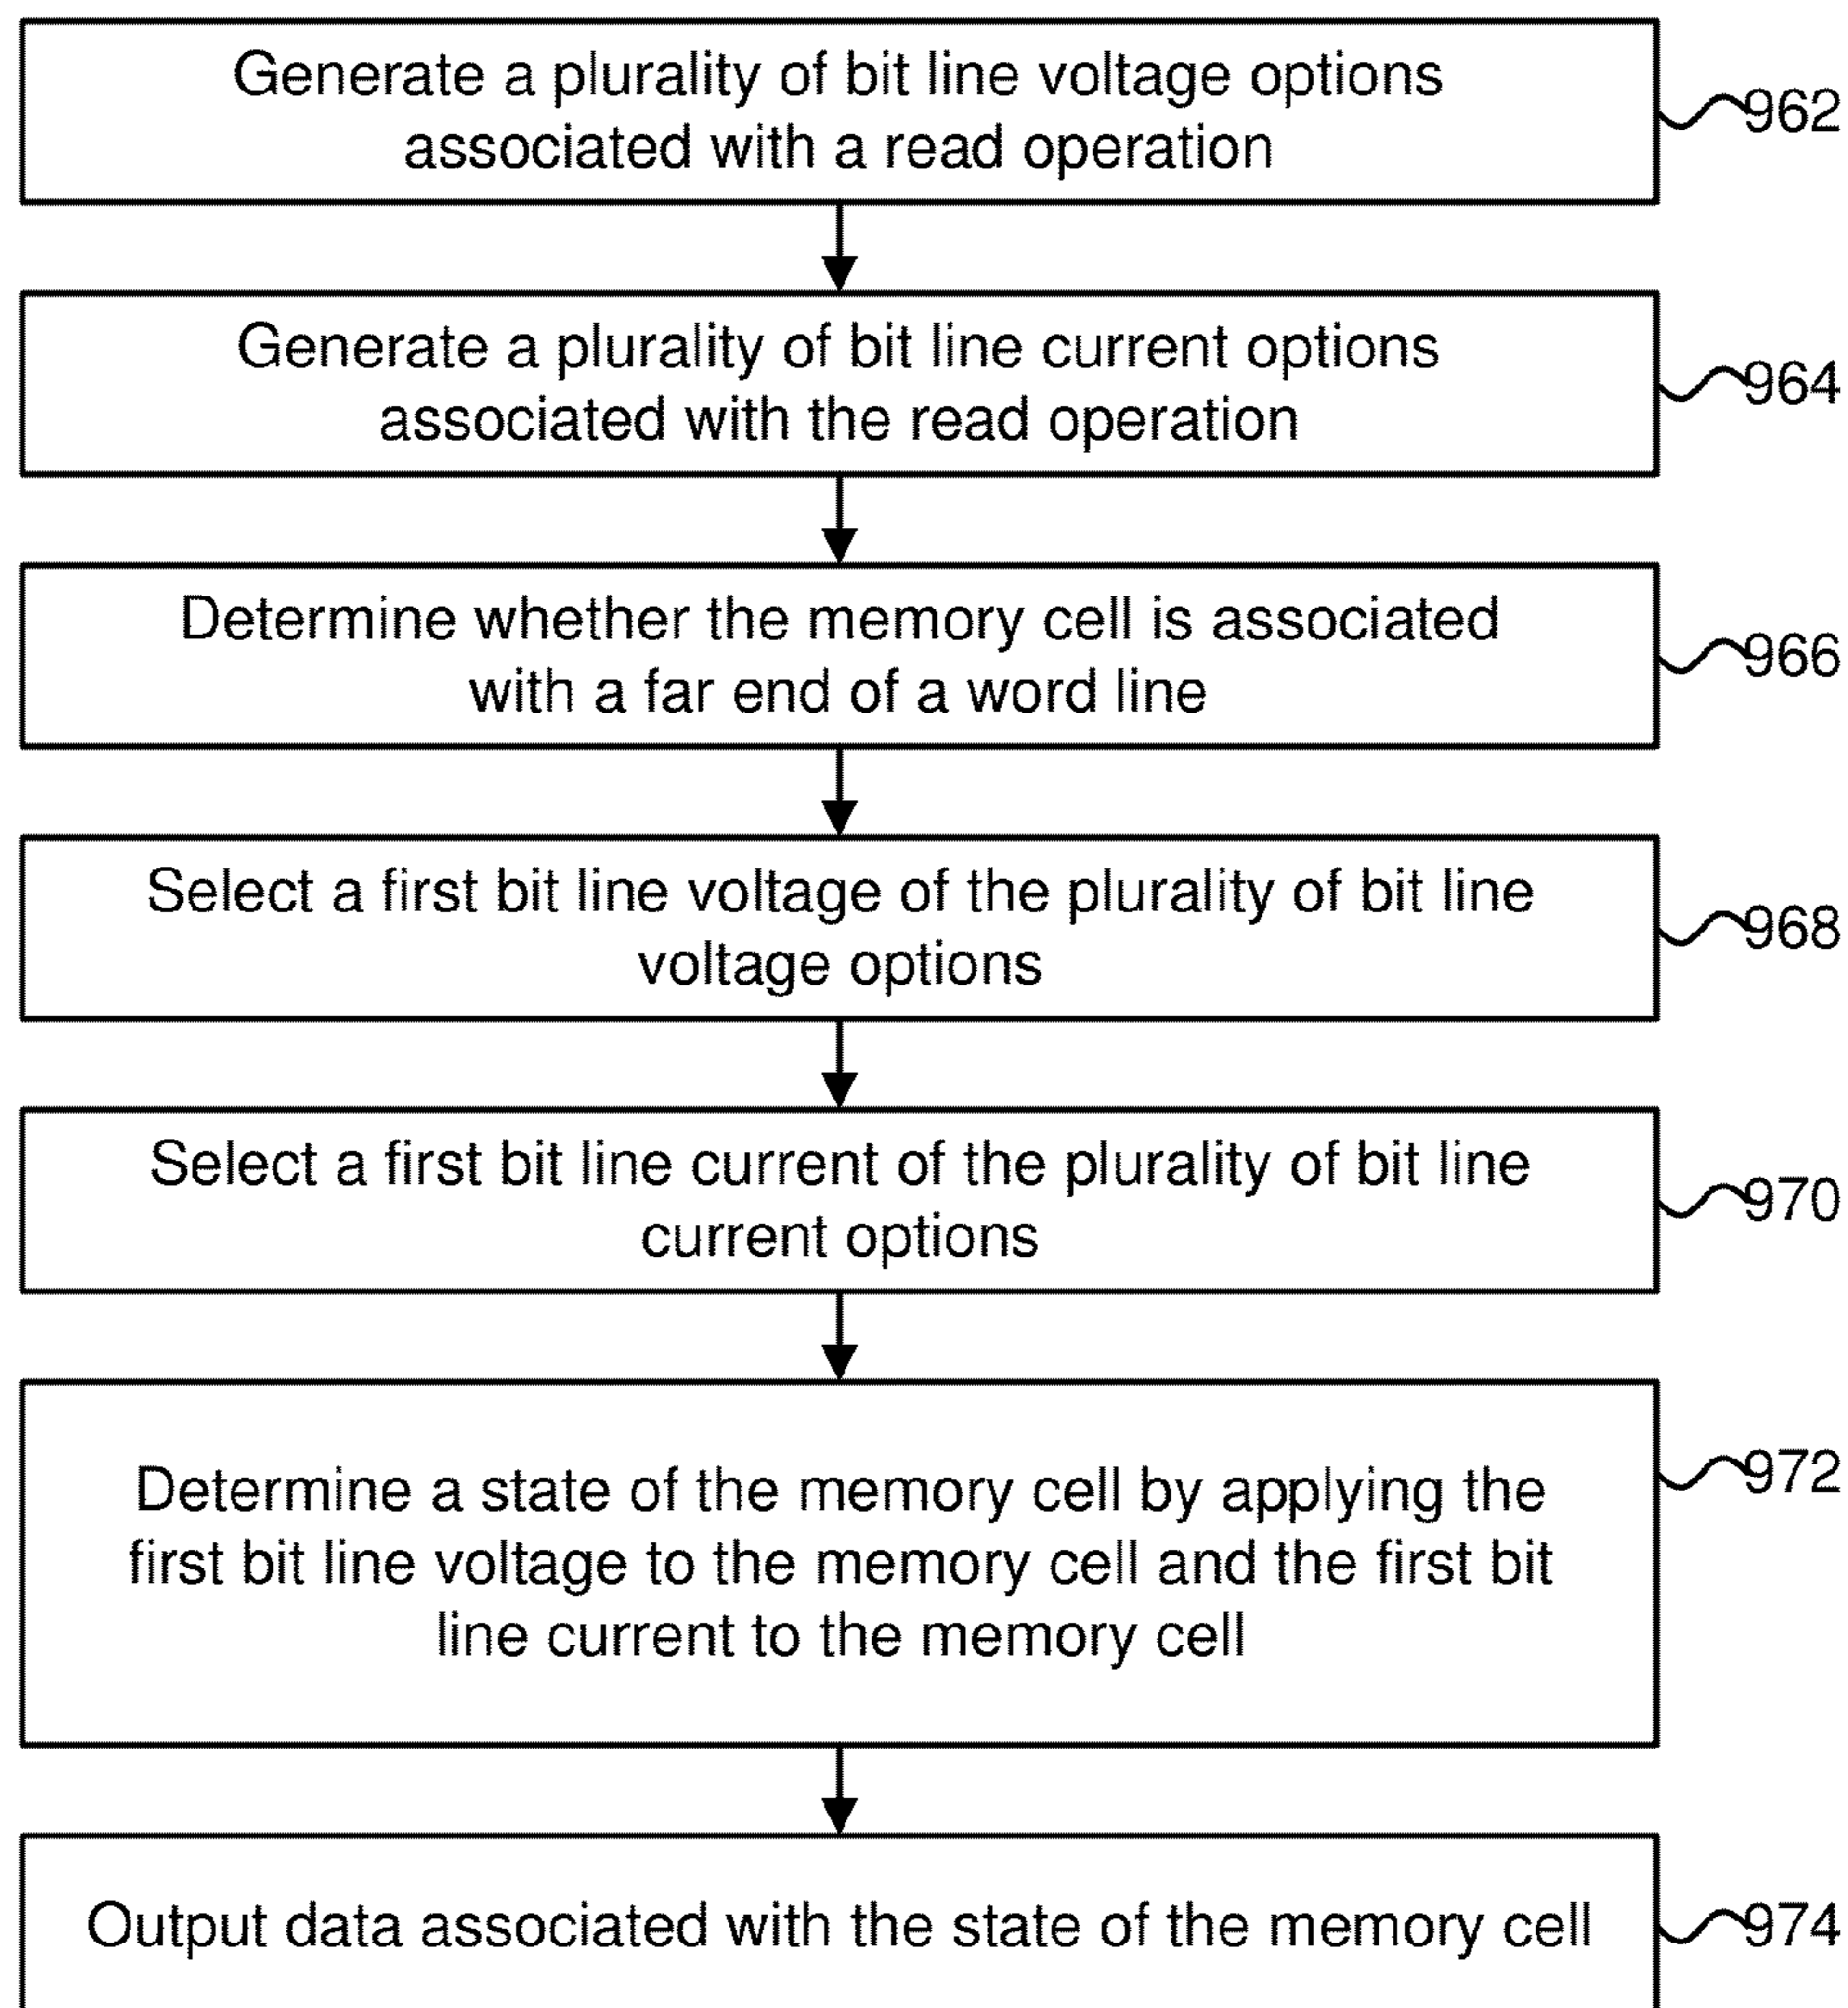 Generate a plurality of bit line voltage options
associated with a read operation
962
Generate a plurality of bit line current options
associated with the read operation
964
Determine whether the memory cell is associated
with a far end of a word line
966
Select a first bit line voltage of the plurality of bit line
voltage options
968
Select a first bit line current of the plurality of bit line
current options
970
Determine a state of the memory cell by applying the
first bit line voltage to the memory cell and the first bit
line current to the memory cell
972
Output data associated with the state of the memory cell
974